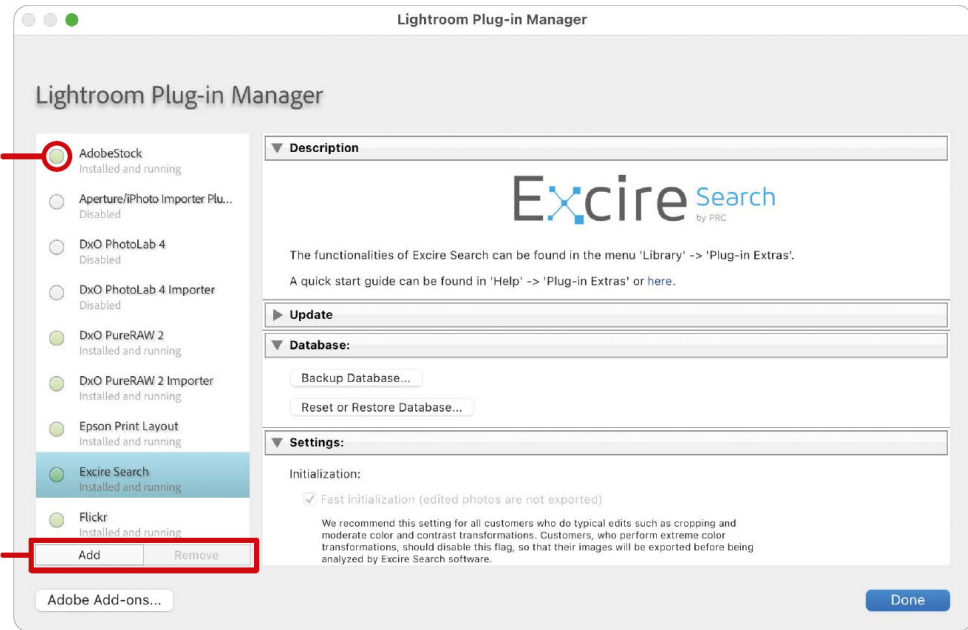 Lightroom Plug-in Manager
Lightroom Plug-in Manager
AdobeStock
Installed and running
Aperture/iPhoto Importer Plu...
Disabled
DxO PhotoLab 4
Disabled
DxO PhotoLab 4 Importer
Disabled
DxO PureRAW 2
Installed and running
DxO PureRAW 2 Importer
Installed and running
Epson Print Layout
Installed and running
Excire Search
Installed and running
Flickr
Installed and running
Add
Remove
Adobe Add-ons...
Description
Excire Search
by PRC
The functionalities of Excire Search can be found in the menu 'Library' -> 'Plug-in Extras'.
A quick start guide can be found in 'Help' -> 'Plug-in Extras' or here.
Update
Database:
Backup Database...
Reset or Restore Database...
Settings:
Initialization:
Fast initialization (edited photos are not exported)
We recommend this setting for all customers who do typical edits such as cropping and
moderate color and contrast transformations. Customers, who perform extreme color
transformations, should disable this flag, so that their images will be exported before being
analyzed by Excire Search software.
Done